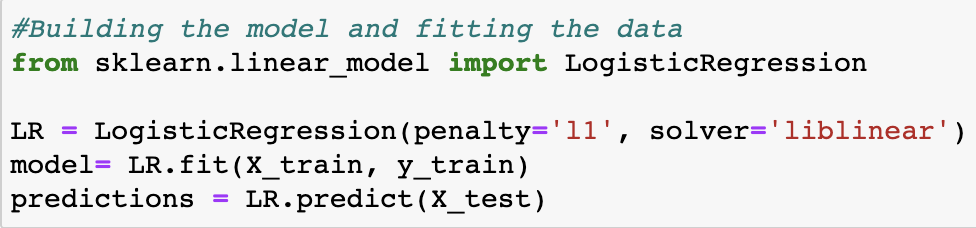 #Building the model and fitting the data
from sklearn.linear_model import LogisticRegression
LR = LogisticRegression(penalty='l1', solver='liblinear')
model= LR.fit(X_train, y_train)
predictions = LR.predict(X_test)